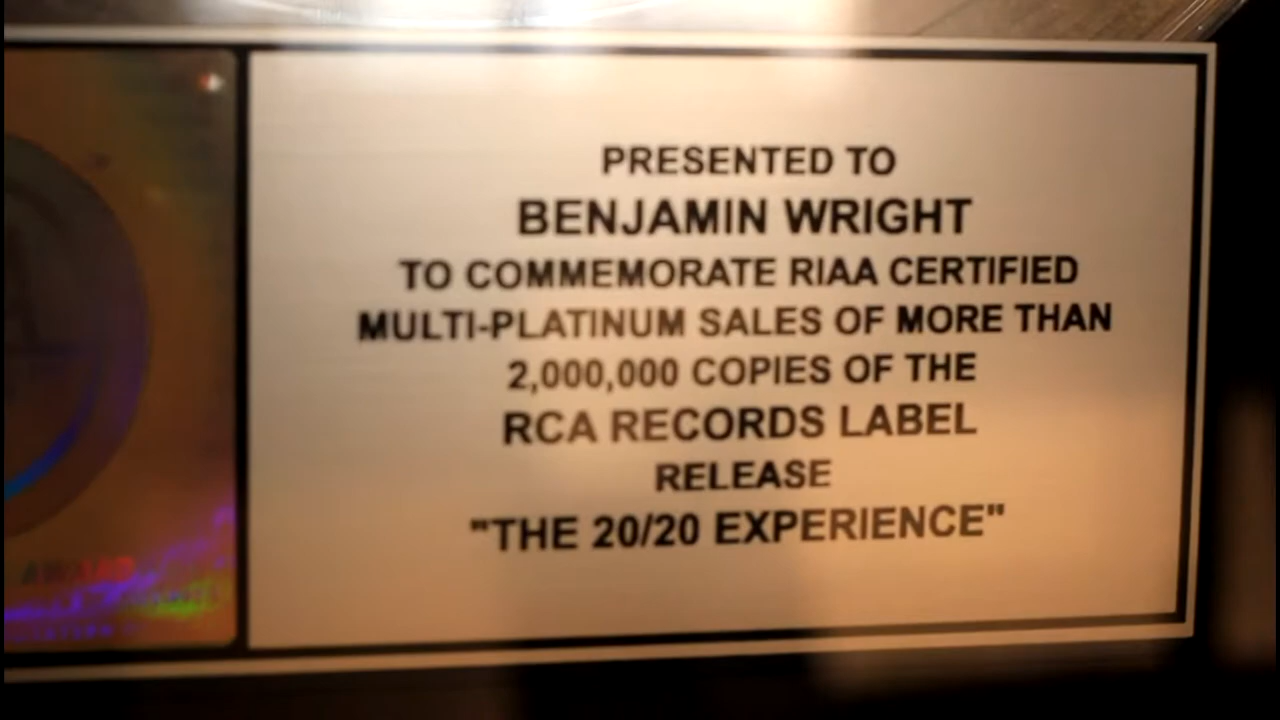 PRESENTED TO
BENJAMIN WRIGHT
TO COMMEMORATE RIAA CERTIFIED
MULTI-PLATINUM SALES OF MORE THAN
2,000,000 COPIES OF THE
RCA RECORDS LABEL
RELEASE
"THE 20/20 EXPERIENCE"
AWARD